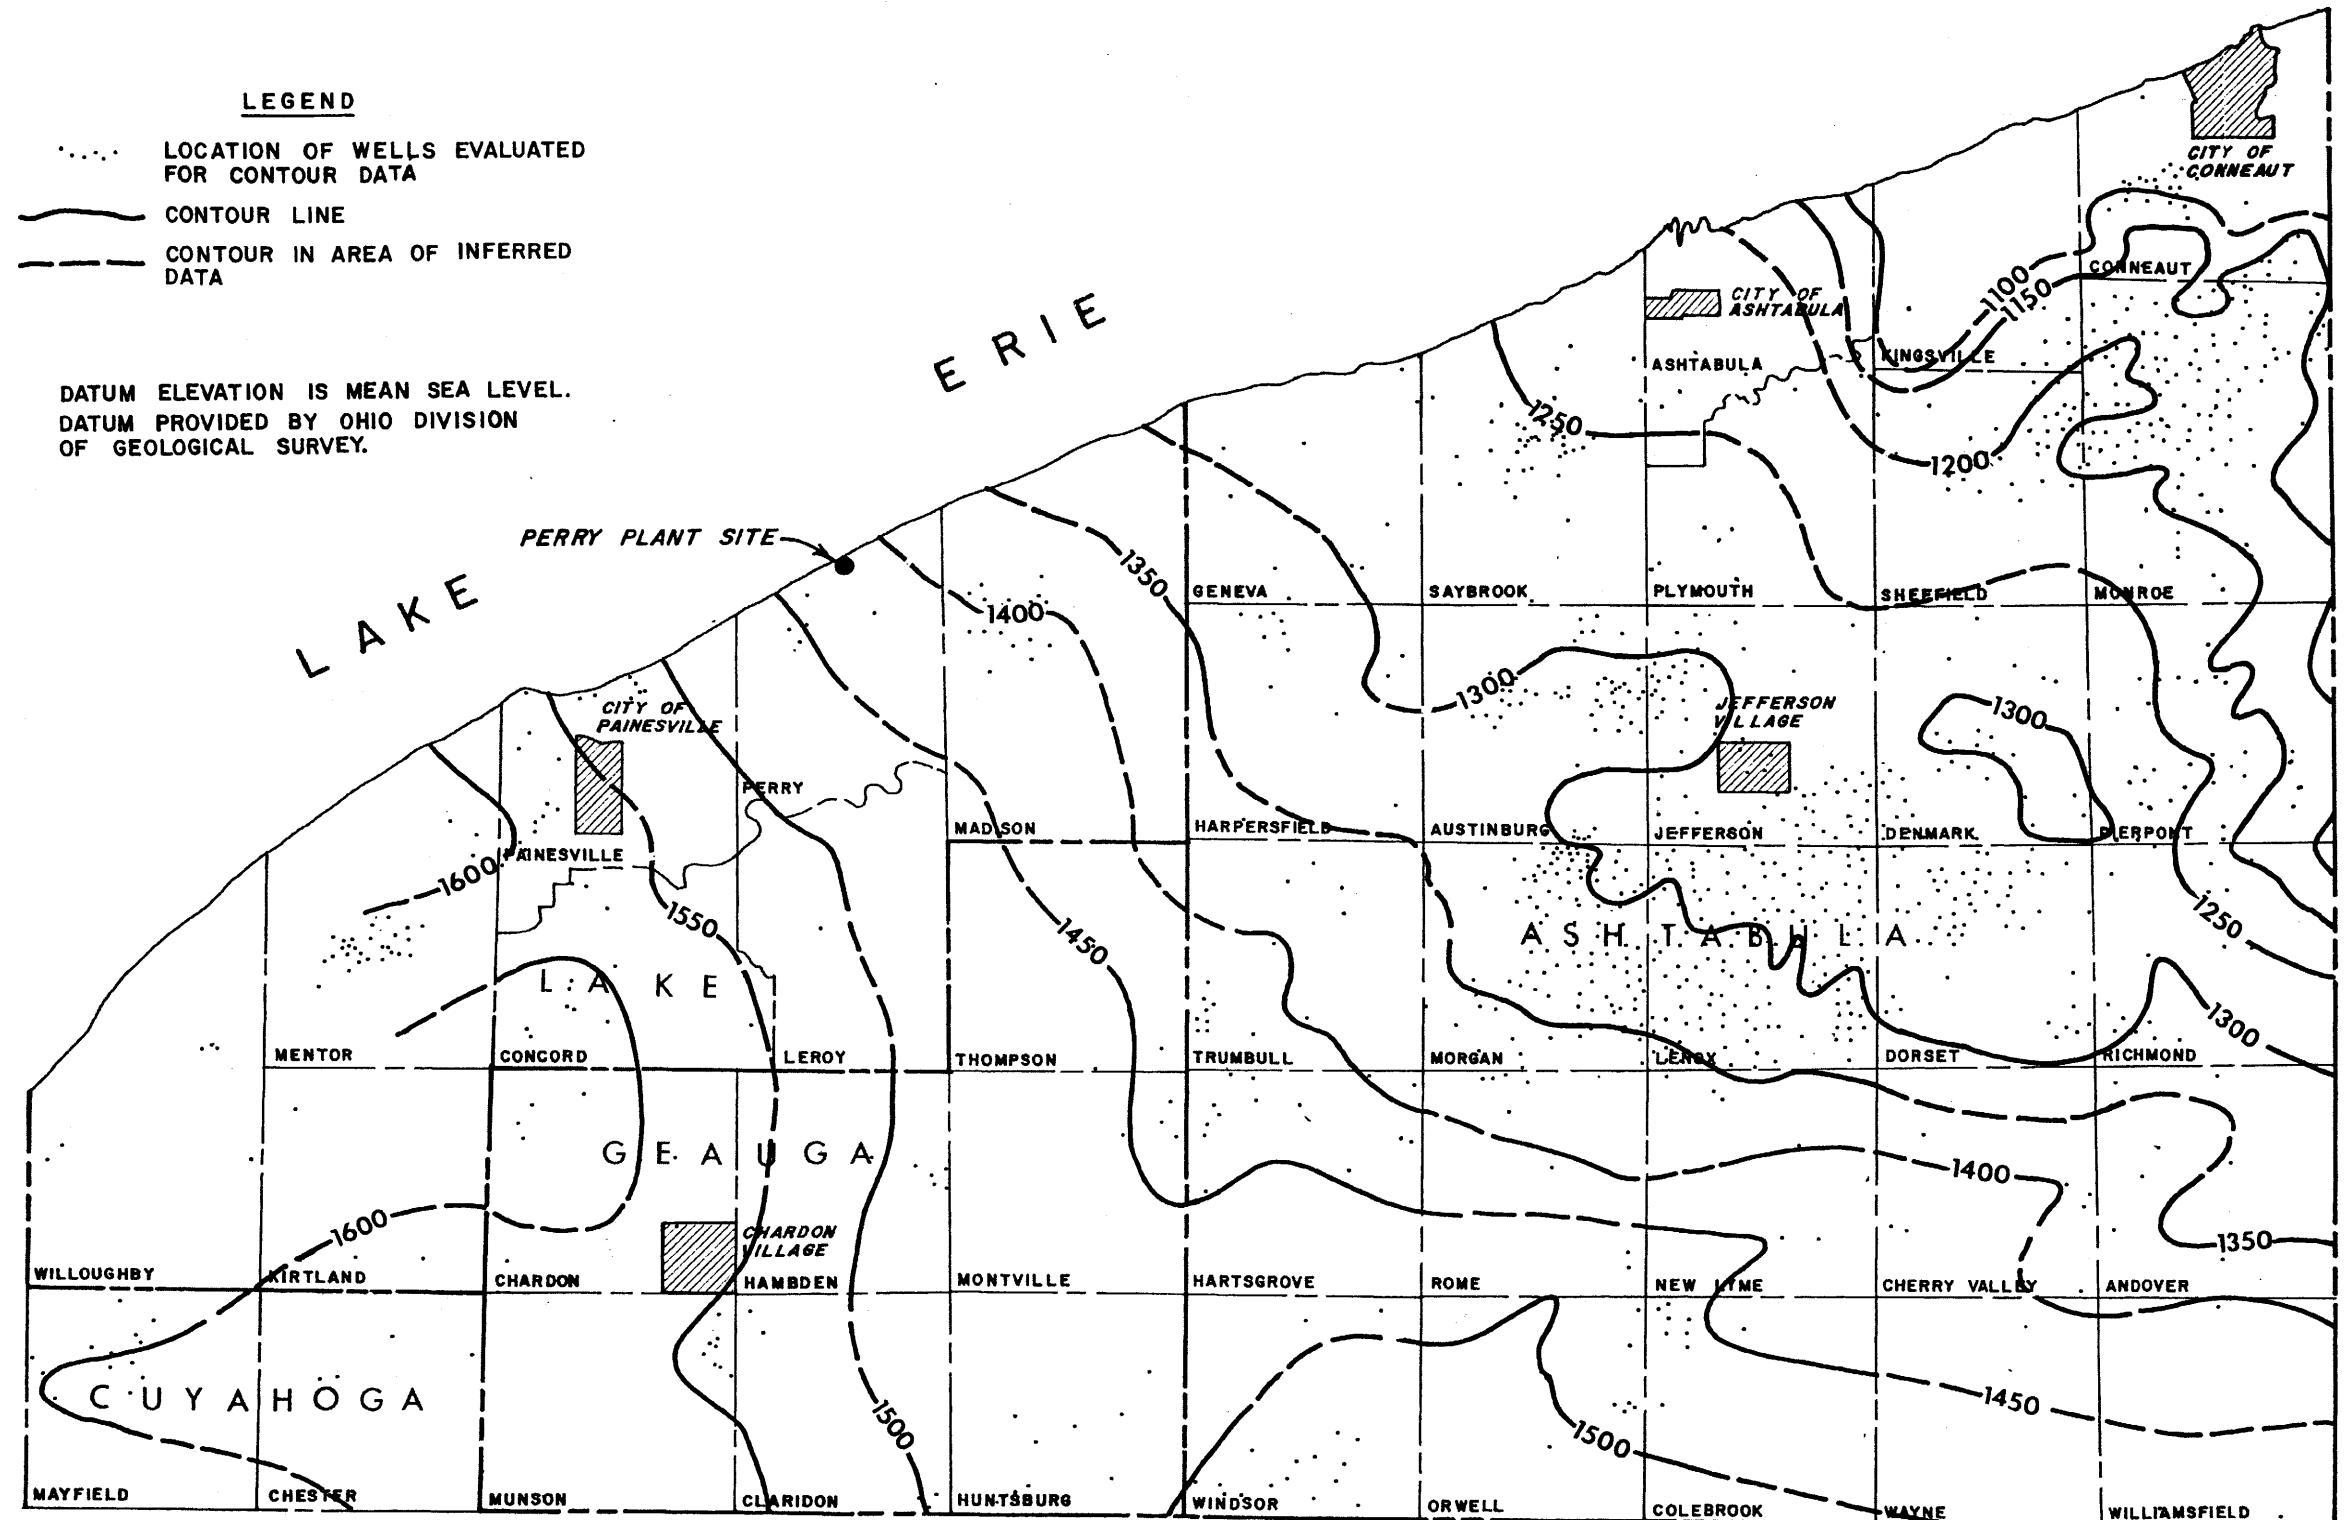 LEGEND
LOCATION OF WELLS EVALUATED
FOR CONTOUR DATA
CONTOUR LINE
CONTOUR IN AREA OF INFERRED
DATA
DATUM ELEVATION IS MEAN SEA LEVEL.
DATUM PROVIDED BY OHIO DIVISION
OF GEOLOGICAL SURVEY.
LAKE ERIE
PERRY PLANT SITE
CITY OF
CONNEAUT
CONNEAUT
1100
1150
CITY OF
ASHTABULA
ASHTABULA
KINGSVILLE
1250
1200
1350
1400
GENEVA
SAYBROOK
PLYMOUTH
SHEFFIELD
MONROE
1300
JEFFERSON
VILLAGE
1300
CITY OF
PAINESVILLE
PERRY
MADISON
HARPERSFIELD
AUSTINBURG
JEFFERSON
DENMARK
PIERPONT
PAINESVILLE
1600
1550
1450
1250
ASHTABULA
LAKE
1300
MENTOR
CONCORD
LEROY
THOMPSON
TRUMBULL
MORGAN
LENOX
DORSET
RICHMOND
GEAUGA
1400
1600
CHARDON
VILLAGE
1350
WILLOUGHBY
KIRTLAND
CHARDON
HAMBDEN
MONTVILLE
HARTSGROVE
ROME
NEW LYME
CHERRY VALLEY
ANDOVER
CUYAHOGA
1500
1500
1450
MAYFIELD
CHESTER
MUNSON
CLARIDON
HUNTSBURG
WINDSOR
ORWELL
COLEBROOK
WAYNE
WILLIAMSFIELD